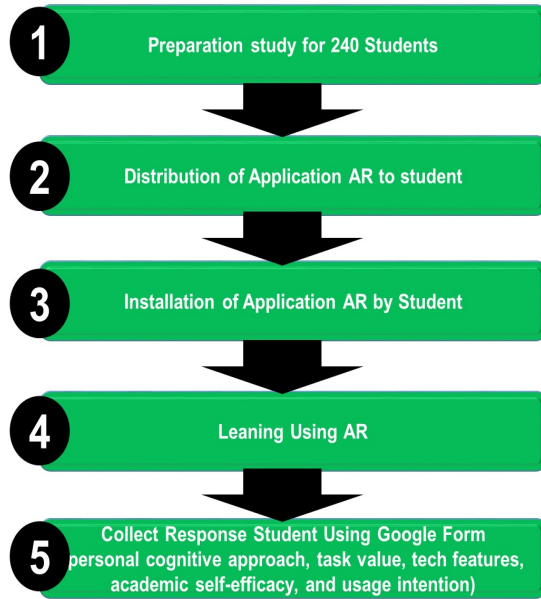 1
Preparation study for 240 Students
2
Distribution of Application AR to student
3
Installation of Application AR by Student
4
Leaning Using AR
5
Collect Response Student Using Google Form
personal cognitive approach, task value, tech features,
academic self-efficacy, and usage intention)